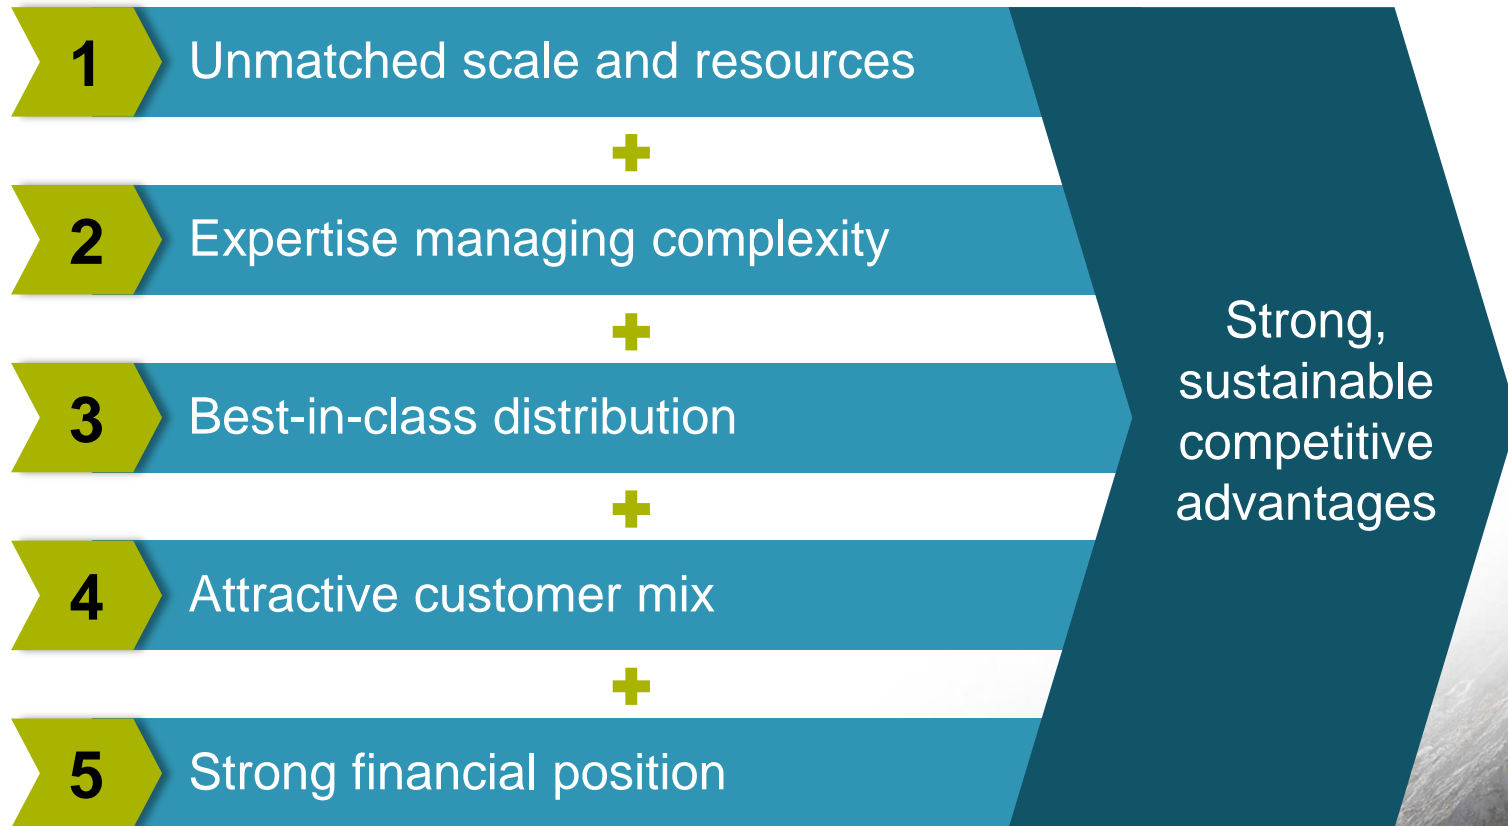 1 Unmatched scale and resources
2 Expertise managing complexity
3 Best-in-class distribution
4 Attractive customer mix
5 Strong financial position
Strong,
sustainable
competitive
advantages